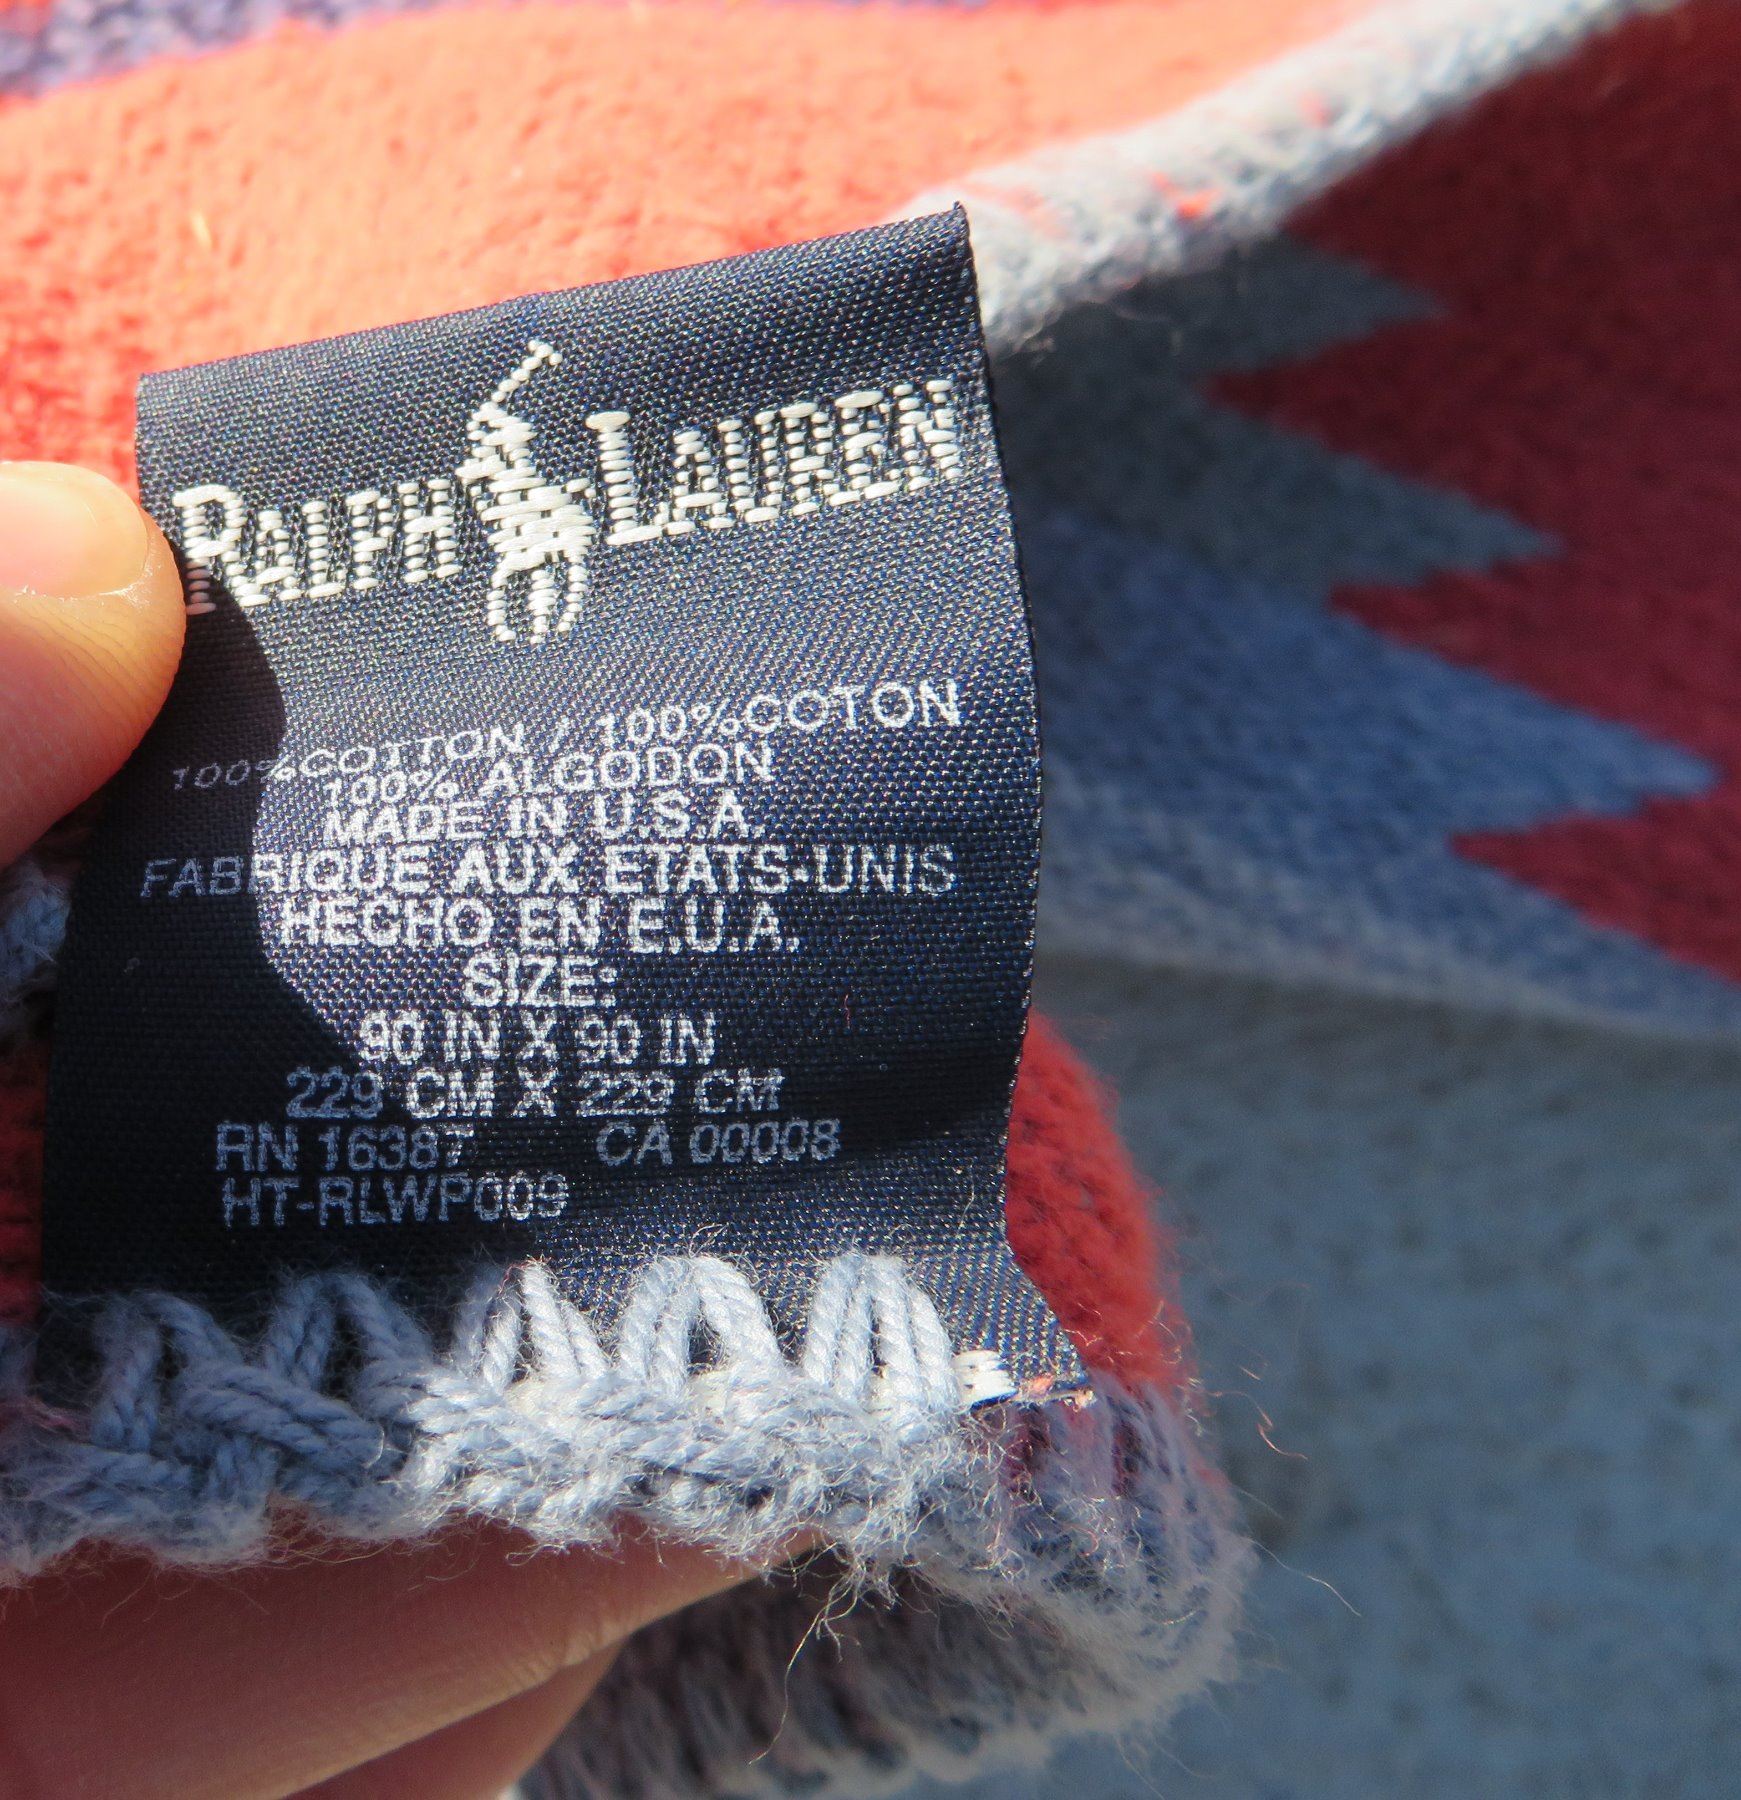 RALPH LAUREN
100%COTTON / 100%COTON
100% ALGODON
MADE IN U.S.A.
FABRIQUE AUX ETATS-UNIS
HECHO EN E.U.A.
SIZE:
90 IN X 90 IN
229 CM X 229 CM
RN 16387 CA 00008
HT-RLWP009